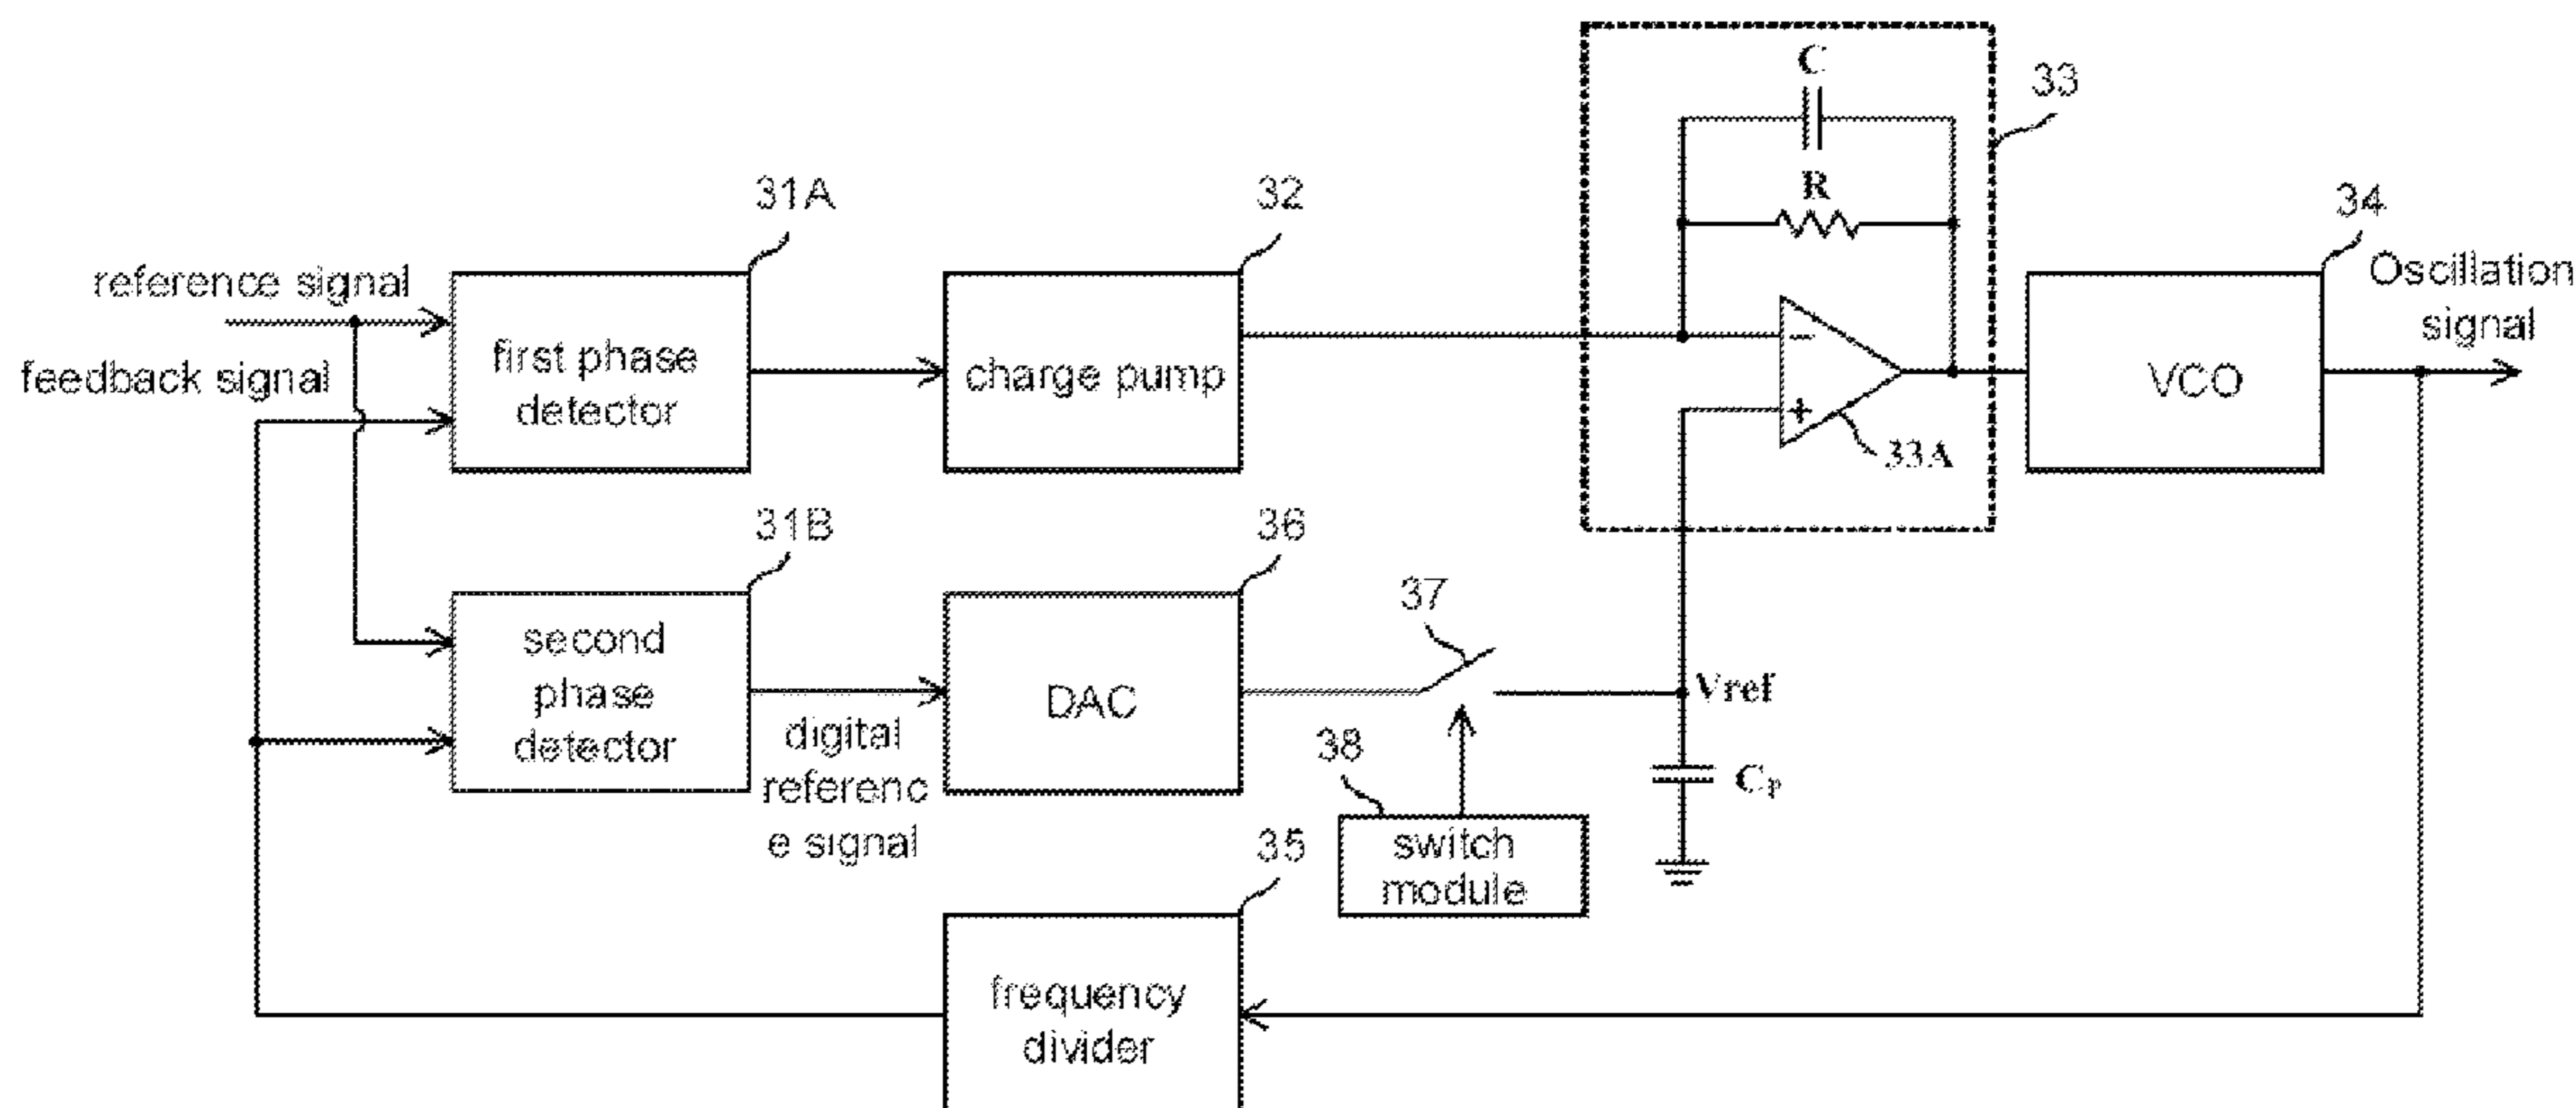 C
33
R
31A
32
34
reference signal
Oscillation
signal
feedback signal
first phase
detector
charge pump
−
+
33A
VCO
31B
36
37
second
phase
detector
digital
referenc
e signal
DAC
Vref
38
switch
module
CP
35
frequency
divider